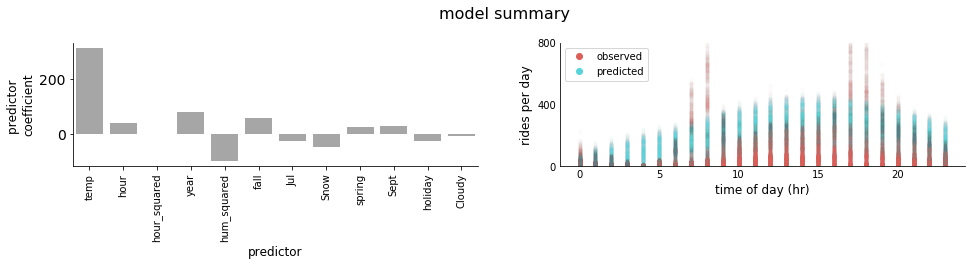 model summary
predictor
coefficient
200
0
temp
hour
hour_squared
year
hum_squared
fall
Jul
Snow
spring
Sept
holiday
Cloudy
predictor
rides per day
800
400
0
observed
predicted
0
5
10
15
20
time of day (hr)